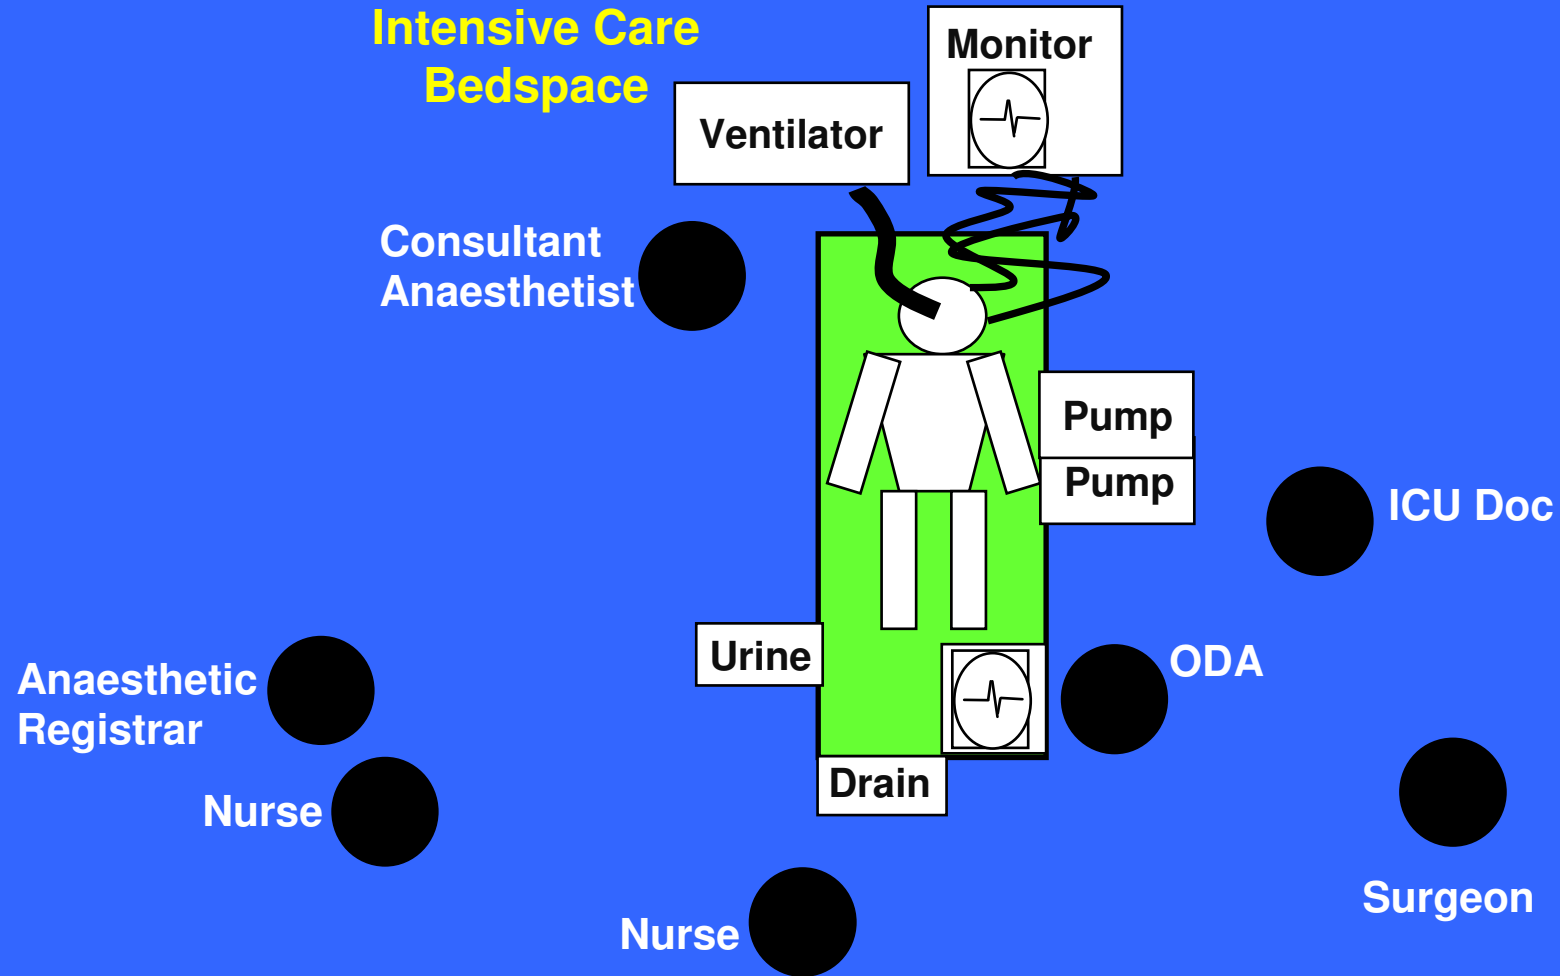 Intensive Care
Bedspace
Monitor
Ventilator
Consultant
Anaesthetist
Pump
Pump
ICU Doc
Urine
ODA
Anaesthetic
Registrar
Drain
Nurse
Surgeon
Nurse